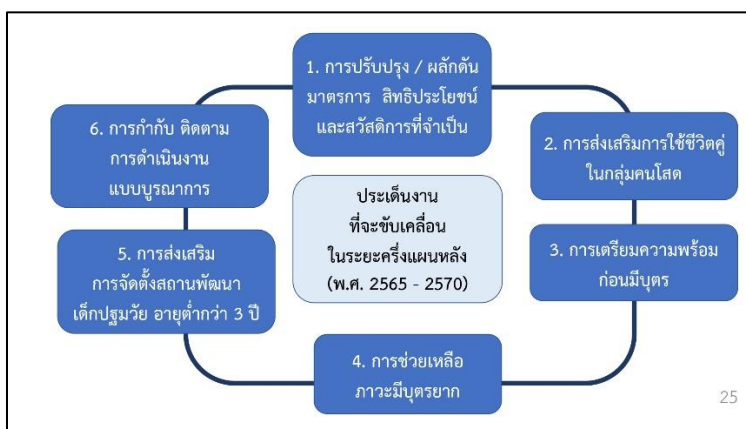 1. การปรับปรุง / ผลักดัน
มาตรการ สิทธิประโยชน์
และสวัสดิการที่จำเป็น
2. การส่งเสริมการใช้ชีวิตคู่
ในกลุ่มคนโสด
3. การเตรียมความพร้อม
ก่อนมีบุตร
4. การช่วยเหลือ
ภาวะมีบุตรยาก
5. การส่งเสริม
การจัดตั้งสถานพัฒนา
เด็กปฐมวัย อายุต่ำกว่า 3 ปี
6. การกำกับ ติดตาม
การดำเนินงาน
แบบบูรณาการ
ประเด็นงาน
ที่จะขับเคลื่อน
ในระยะครึ่งแผนหลัง
(พ.ศ. 2565 - 2570)
25